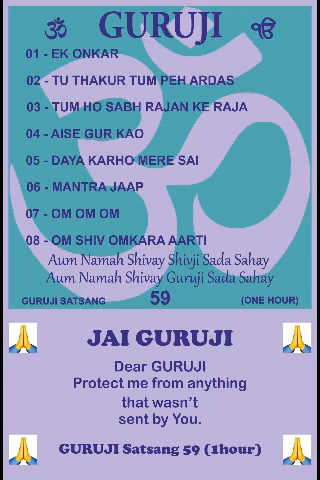 ॐ GURUJI ੴ
01 - EK ONKAR
02 - TU THAKUR TUM PEH ARDAS
03 - TUM HO SABH RAJAN KE RAJA
04 - AISE GUR KAO
05 - DAYA KARHO MERE SAI
06 - MANTRA JAAP
07 - OM OM OM
08 - OM SHIV OMKARA AARTI
Aum Namah Shivay Shivji Sada Sahay
Aum Namah Shivay Guruji Sada Sahay
GURUJI SATSANG 59 (ONE HOUR)
JAI GURUJI
Dear GURUJI
Protect me from anything
that wasn't
sent by You.
GURUJI Satsang 59 (1hour)